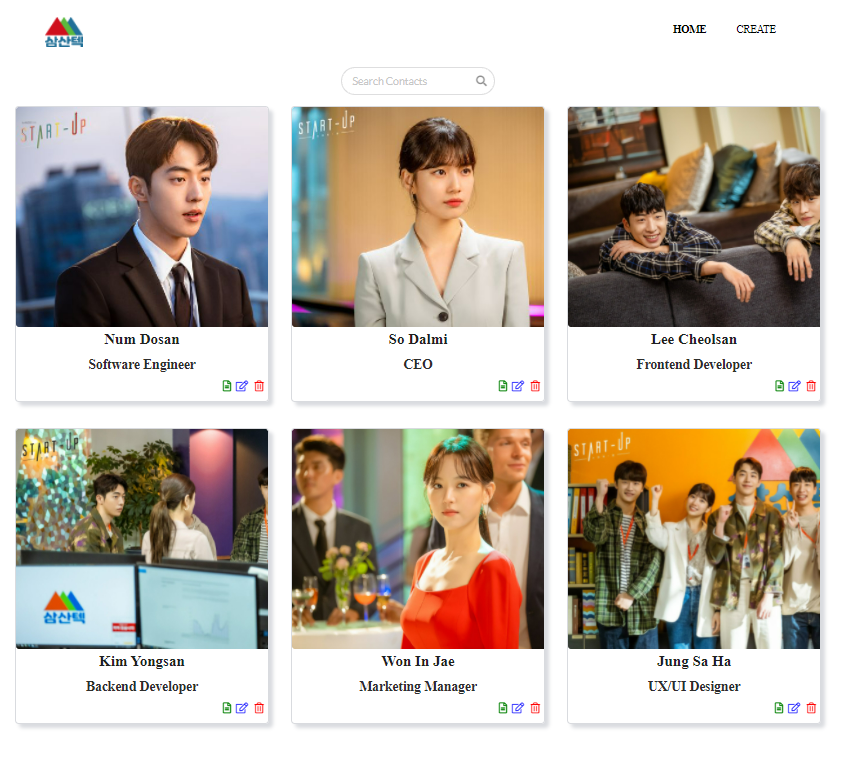 삼산텍
HOME
CREATE
Search Contacts
START-UP
START-UP
Num Dosan
So Dalmi
Lee Cheolsan
Software Engineer
CEO
Frontend Developer
START-UP
START-UP
삼산텍
Kim Yongsan
Won In Jae
Jung Sa Ha
Backend Developer
Marketing Manager
UX/UI Designer